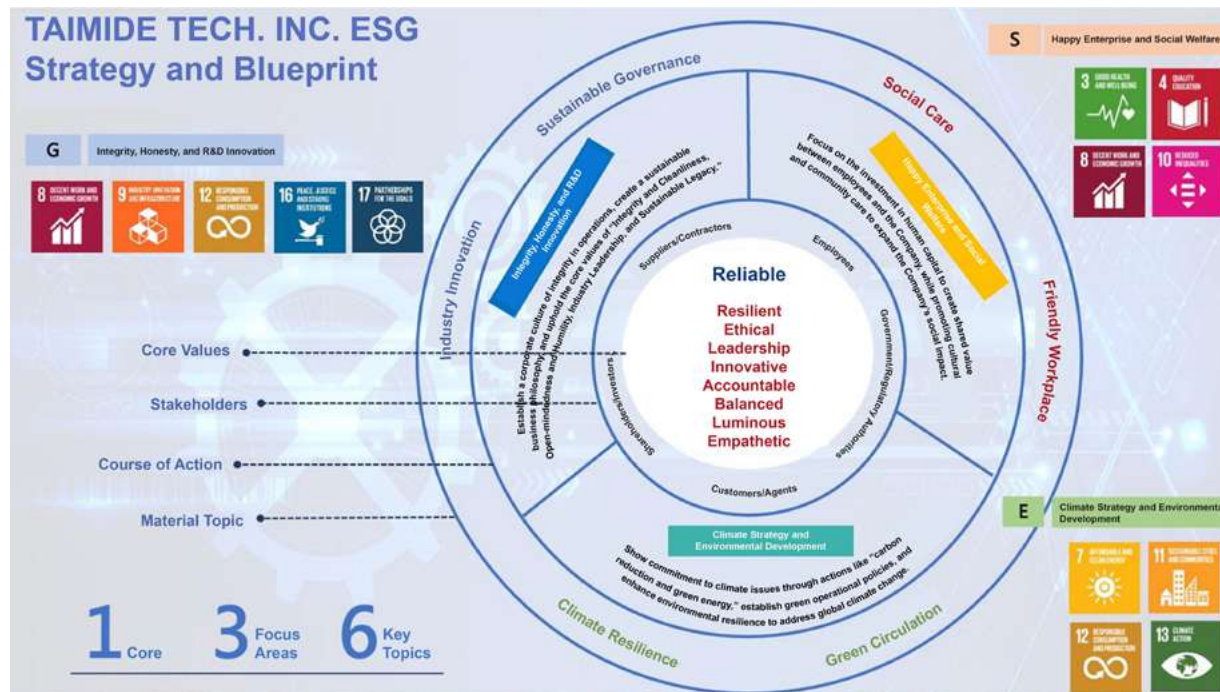 TAIMIDE TECH. INC. ESG
Strategy and Blueprint
G
Integrity, Honesty, and R&D Innovation
8 DECENT WORK AND
ECONOMIC GROWTH
9 INDUSTRY INNOVATION
AND INFRASTRUCTURE
12 RESPONSIBLE
CONSUMPTION
AND PRODUCTION
16 PEACE, JUSTICE
AND STRONG
INSTITUTIONS
17 PARTNERSHIPS
FOR THE GOALS
S
Happy Enterprise and Social Welfare
3 GOOD HEALTH
AND WELL-BEING
4 QUALITY
EDUCATION
8 DECENT WORK AND
ECONOMIC GROWTH
10 REDUCED
INEQUALITIES
Sustainable Governance
Industry Innovation
Social Care
Friendly Workplace
Climate Resilience
Green Circulation
Integrity, Honesty, and R&D
Innovation
Establish a corporate culture of integrity in operations, create a sustainable
business philosophy, and uphold the core values of "Integrity and Cleanliness,
Open-mindedness and Humility, Industry Leadership, and Sustainable Legacy."
Happy Enterprise and Social
Welfare
Focus on the investment in human capital to create shared value
between employees and the Company, while promoting cultural
and community care to expand the Company's social impact.
Suppliers/Contractors
Employees
Government/Regulatory Authorities
Customers/Agents
Shareholders/Investors
Reliable
Resilient
Ethical
Leadership
Innovative
Accountable
Balanced
Luminous
Empathetic
Core Values
Stakeholders
Course of Action
Material Topic
Climate Strategy and
Environmental Development
Show commitment to climate issues through actions like "carbon
reduction and green energy," establish green operational policies, and
enhance environmental resilience to address global climate change.
E
Climate Strategy and Environmental
Development
7 AFFORDABLE AND
CLEAN ENERGY
11 SUSTAINABLE CITIES
AND COMMUNITIES
12 RESPONSIBLE
CONSUMPTION
AND PRODUCTION
13 CLIMATE
ACTION
1 Core
3 Focus
Areas
6 Key
Topics